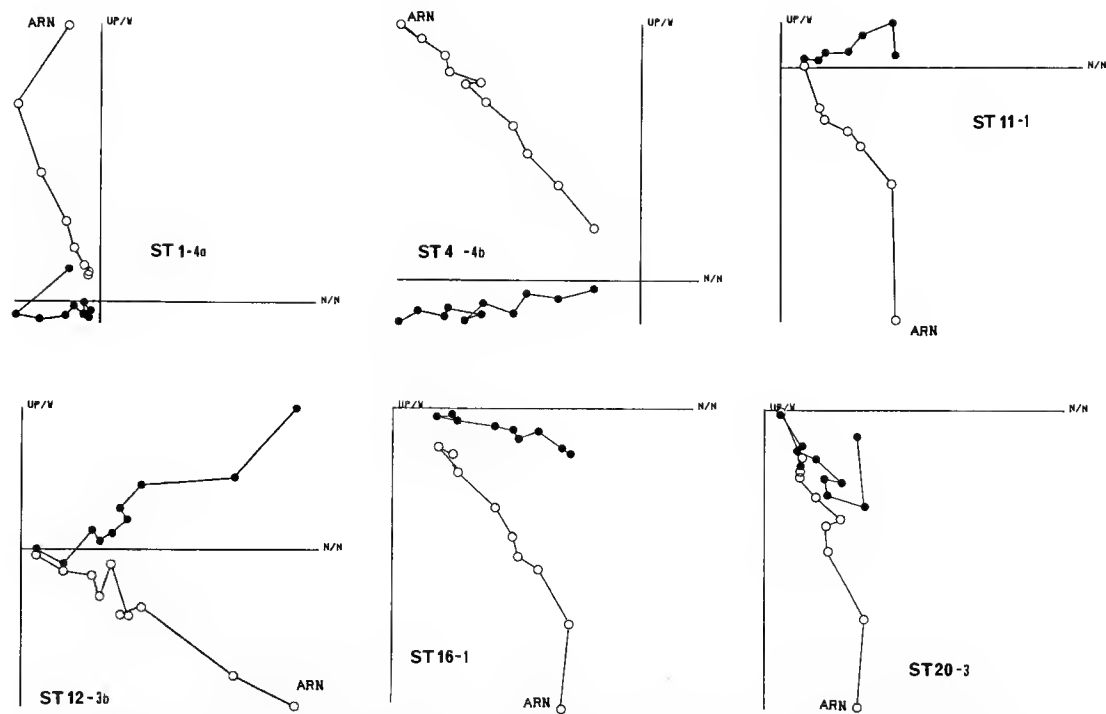 ARN
UP/W
ST 1-4a
N/N
ARN
UP/W
ST 4 -4b
N/N
UP/W
N/N
ST 11-1
ARN
UP/W
N/N
ARN
ST 12-3b
UP/W
N/N
ST 16-1
ARN
UP/W
N/N
ST 20-3
ARN